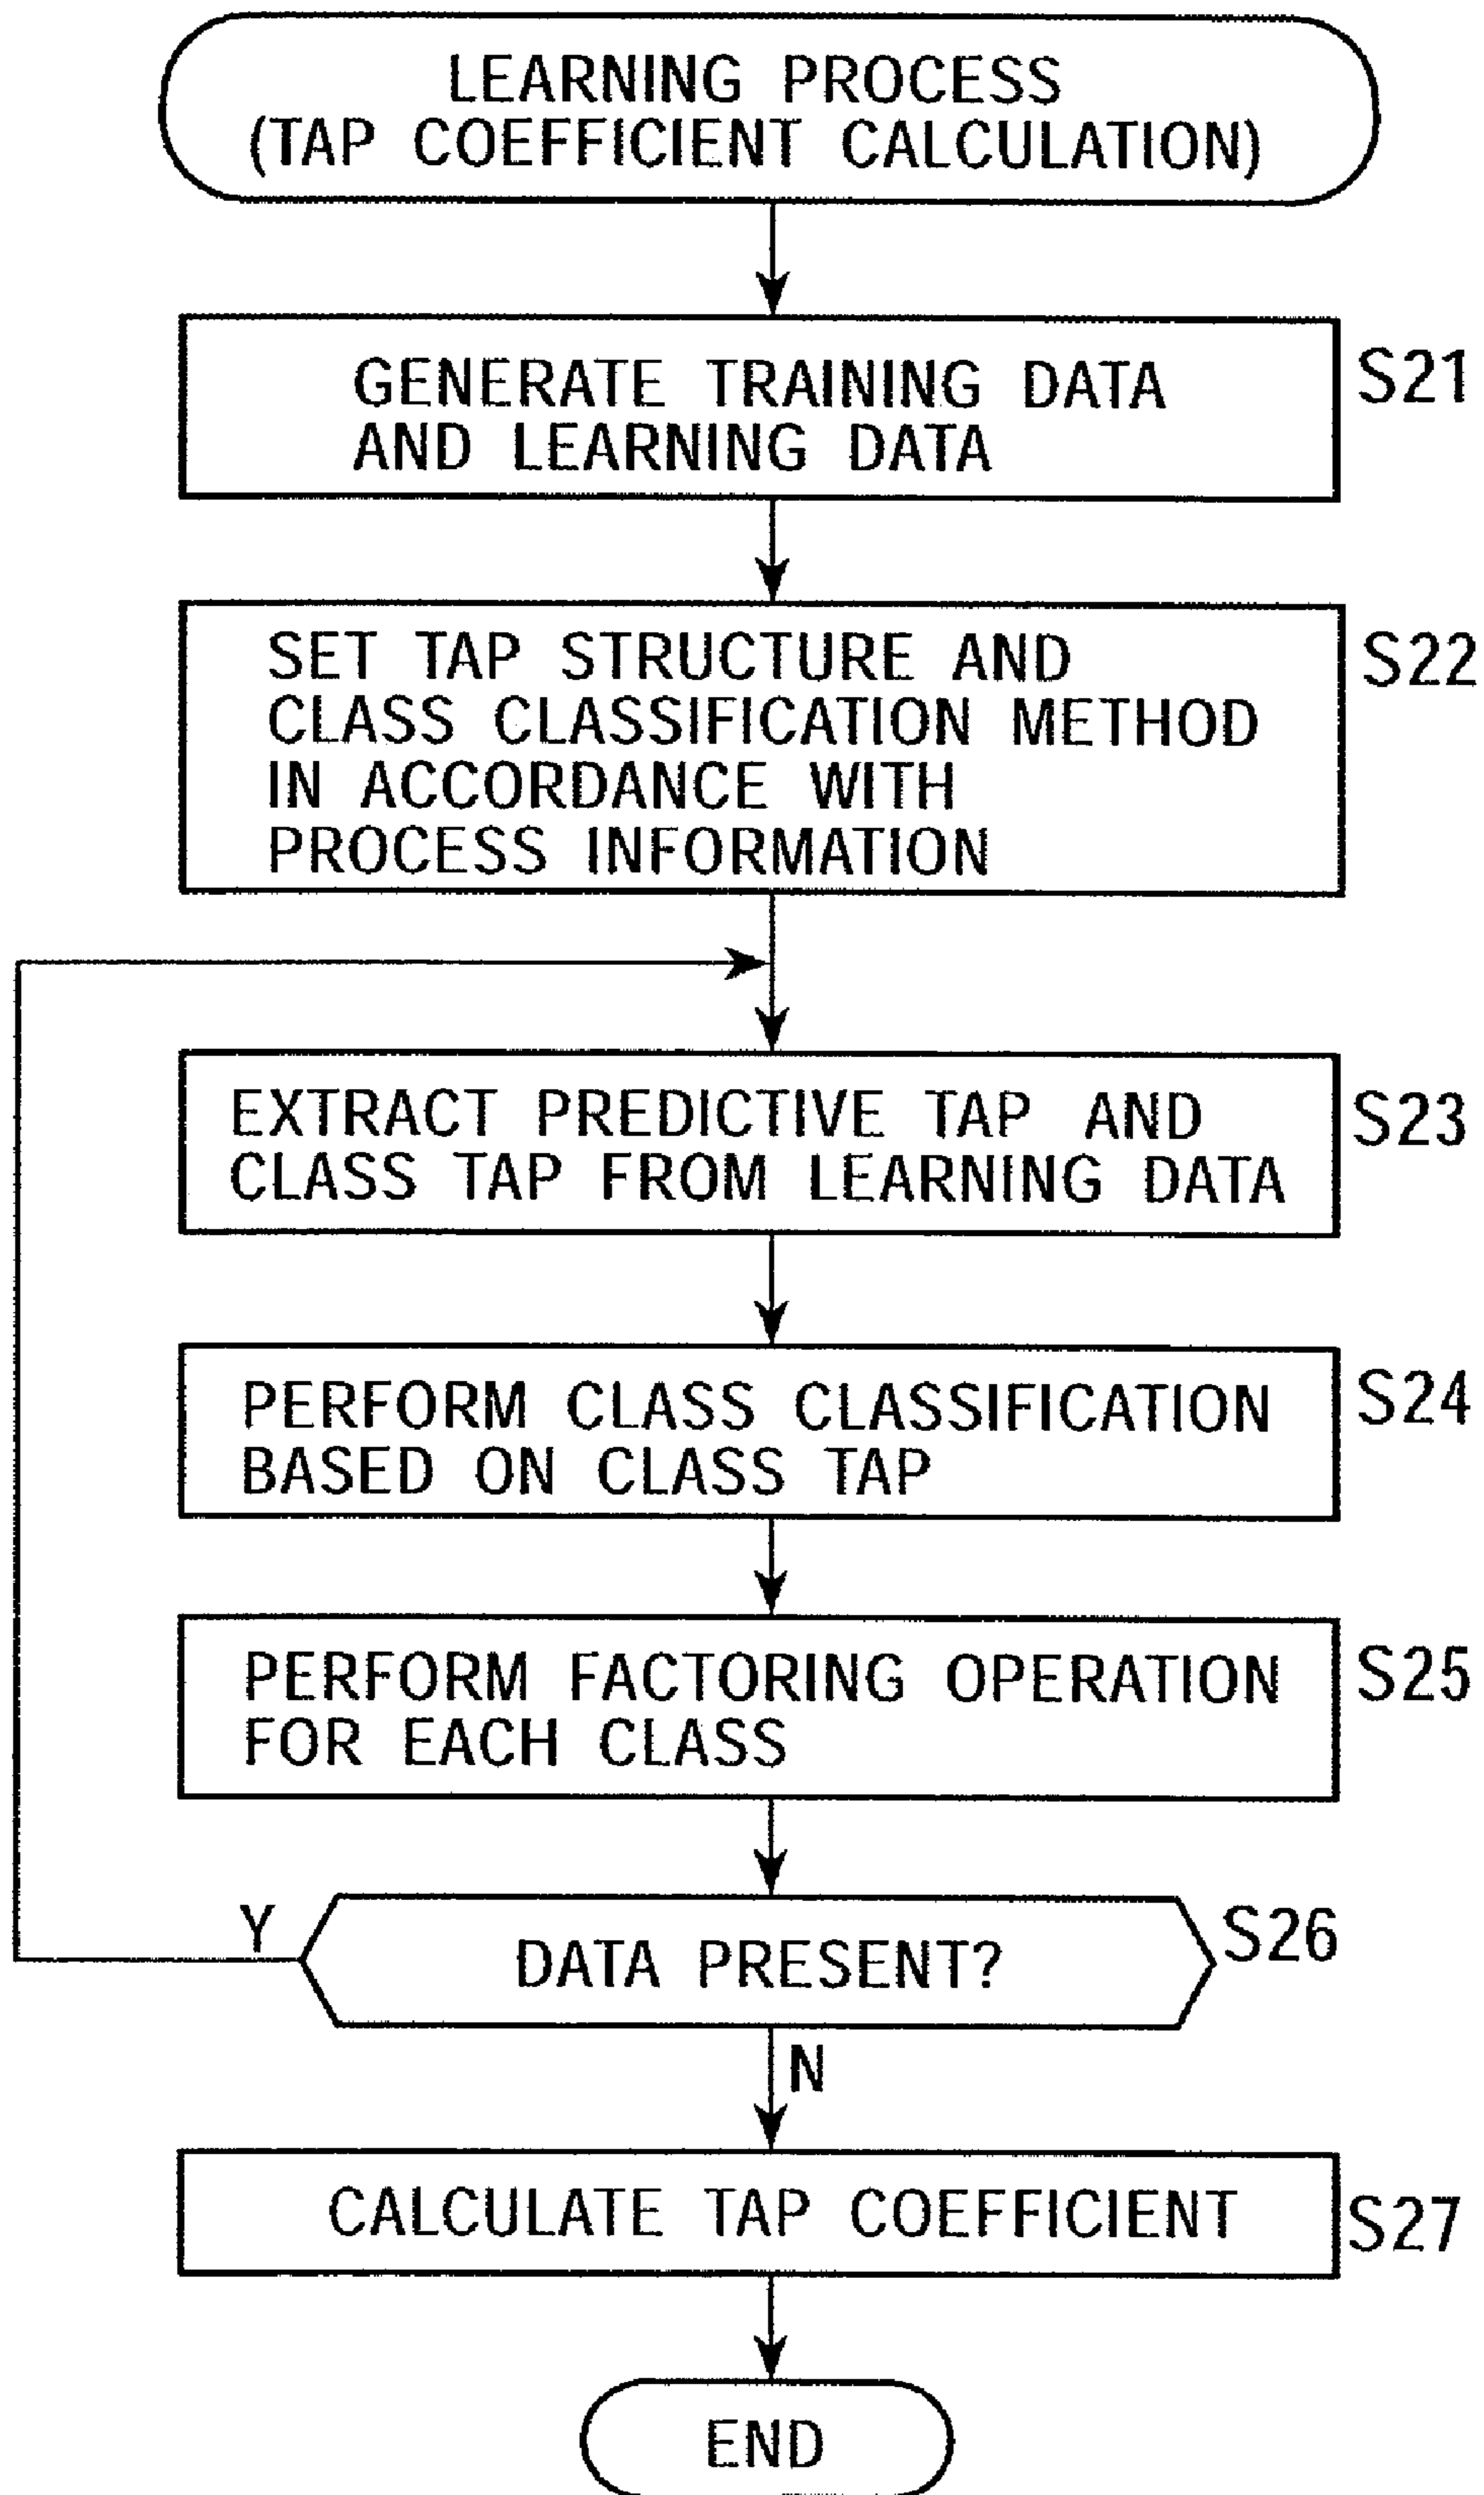 LEARNING PROCESS
(TAP COEFFICIENT CALCULATION)
GENERATE TRAINING DATA
AND LEARNING DATA
S21
SET TAP STRUCTURE AND
CLASS CLASSIFICATION METHOD
IN ACCORDANCE WITH
PROCESS INFORMATION
S22
EXTRACT PREDICTIVE TAP AND
CLASS TAP FROM LEARNING DATA
S23
PERFORM CLASS CLASSIFICATION
BASED ON CLASS TAP
S24
PERFORM FACTORING OPERATION
FOR EACH CLASS
S25
Y
DATA PRESENT?
S26
N
CALCULATE TAP COEFFICIENT
S27
END